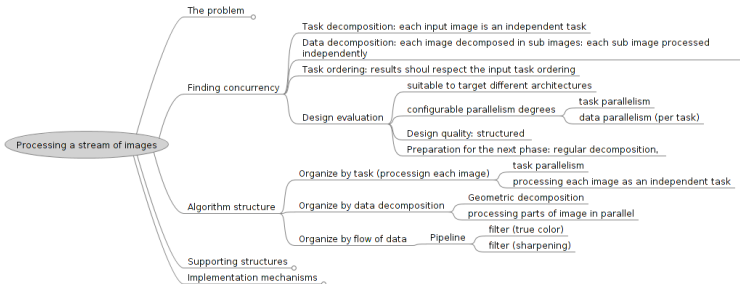 The problem
Task decomposition: each input image is an independent task
Data decomposition: each image decomposed in sub images: each sub image processed
independently
Task ordering: results shoul respect the input task ordering
Finding concurrency
suitable to target different architectures
task parallelism
configurable parallelism degrees
data parallelism (per task)
Design evaluation
Design quality: structured
Preparation for the next phase: regular decomposition,
Processing a stream of images
task parallelism
Organize by task (processign each image)
processing each image as an independent task
Geometric decomposition
Algorithm structure
Organize by data decomposition
processing parts of image in parallel
filter (true color)
Organize by flow of data
Pipeline
filter (sharpening)
Supporting structures
Implementation mechanisms